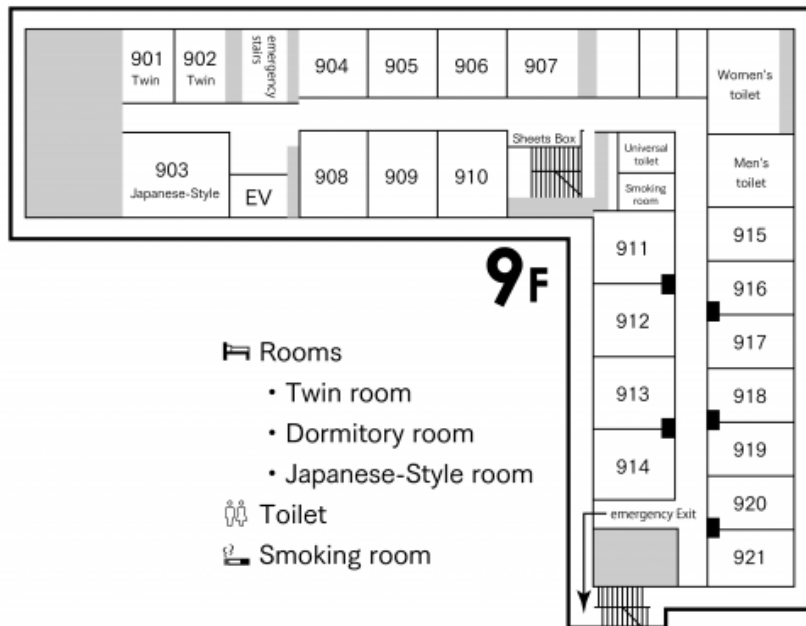 901
Twin
902
Twin
emergency
stairs
904
905
906
907
Women's
toilet
903
Japanese-Style
EV
908
909
910
Sheets Box
Universal
toilet
Smoking
room
Men's
toilet
911
912
913
914
915
916
917
918
919
920
921
emergency Exit
9F
Rooms
・Twin room
・Dormitory room
・Japanese-Style room
Toilet
Smoking room